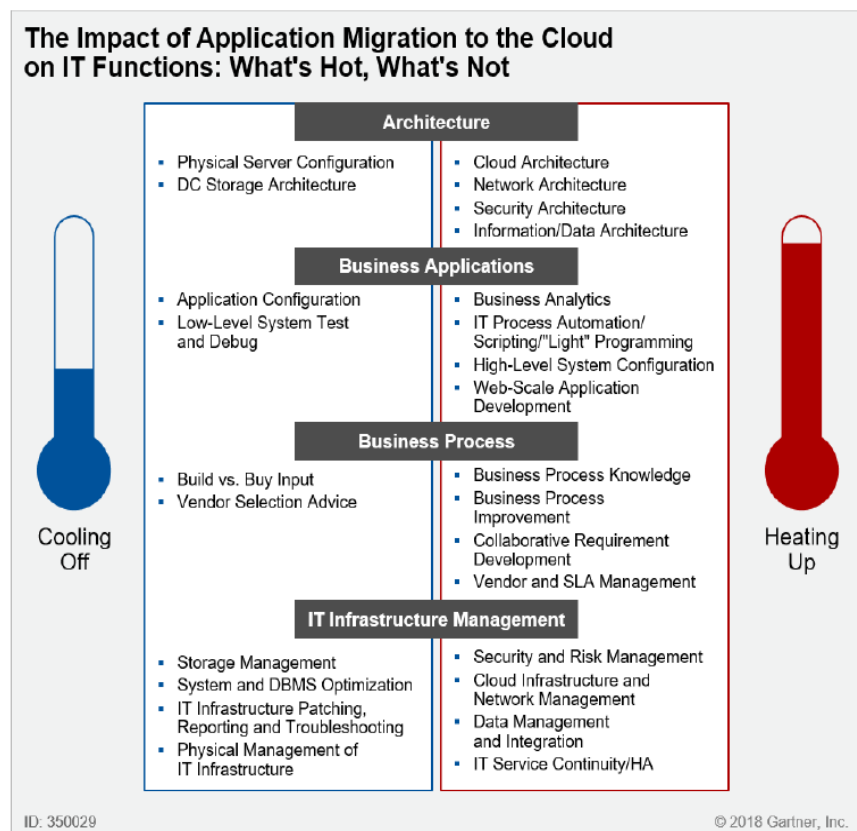 The Impact of Application Migration to the Cloud
on IT Functions: What's Hot, What's Not
Architecture
▪ Physical Server Configuration
▪ DC Storage Architecture
▪ Cloud Architecture
▪ Network Architecture
▪ Security Architecture
▪ Information/Data Architecture
Business Applications
▪ Application Configuration
▪ Low-Level System Test
and Debug
▪ Business Analytics
▪ IT Process Automation/
Scripting/"Light" Programming
▪ High-Level System Configuration
▪ Web-Scale Application
Development
Business Process
▪ Build vs. Buy Input
▪ Vendor Selection Advice
▪ Business Process Knowledge
▪ Business Process
Improvement
▪ Collaborative Requirement
Development
▪ Vendor and SLA Management
IT Infrastructure Management
▪ Storage Management
▪ System and DBMS Optimization
▪ IT Infrastructure Patching,
Reporting and Troubleshooting
▪ Physical Management of
IT Infrastructure
▪ Security and Risk Management
▪ Cloud Infrastructure and
Network Management
▪ Data Management
and Integration
▪ IT Service Continuity/HA
Cooling
Off
Heating
Up
ID: 350029
© 2018 Gartner, Inc.